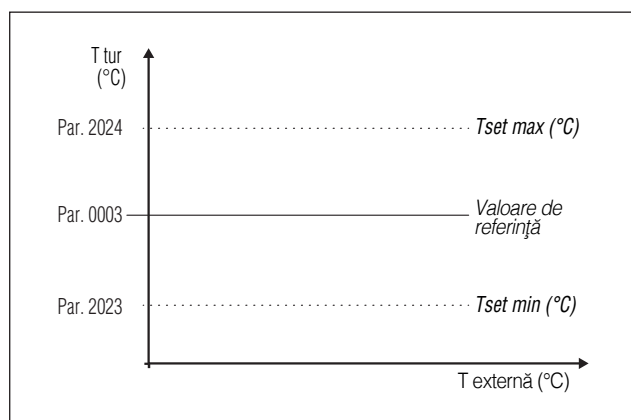 T tur
(°C)
Par. 2024
Tset max (°C)
Par. 0003
Valoare de
referinţă
Par. 2023
Tset min (°C)
T externă (°C)